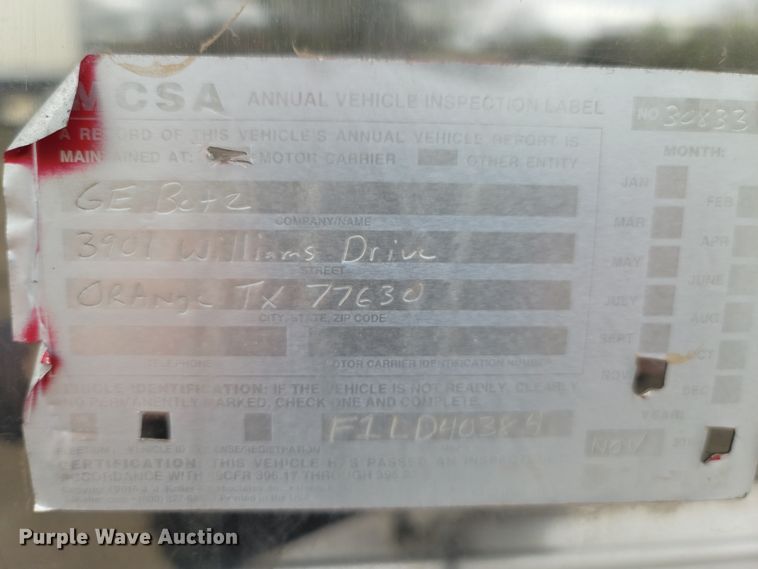 MCSA ANNUAL VEHICLE INSPECTION LABEL
NO 30833
A RECORD OF THIS VEHICLE'S ANNUAL VEHICLE REPORT IS
MAINTAINED AT: MOTOR CARRIER OTHER ENTITY
MONTH:
GE Betz
COMPANY NAME
3901 Williams Drive
STREET
ORANge TX 77630
CITY, STATE, ZIP CODE
TELEPHONE
OTOR CARRIER IDENTIFICATION NUMBER
JAN FEB
MAR APR
MAY JUNE
JULY AUG
SEPT OCT
NOV DEC
HICLE IDENTIFICATION: IF THE VEHICLE IS NOT READILY, CLEARLY
AND PERMANENTLY MARKED, CHECK ONE AND COMPLETE.
YEAR:
NOV
VEHICLE ID
CERTIFICATION: THIS VEHICLE HAS PASSED AN INSPECTION
ACCORDANCE WITH 49CFR 396.17 THROUGH 396
Purple Wave Auction